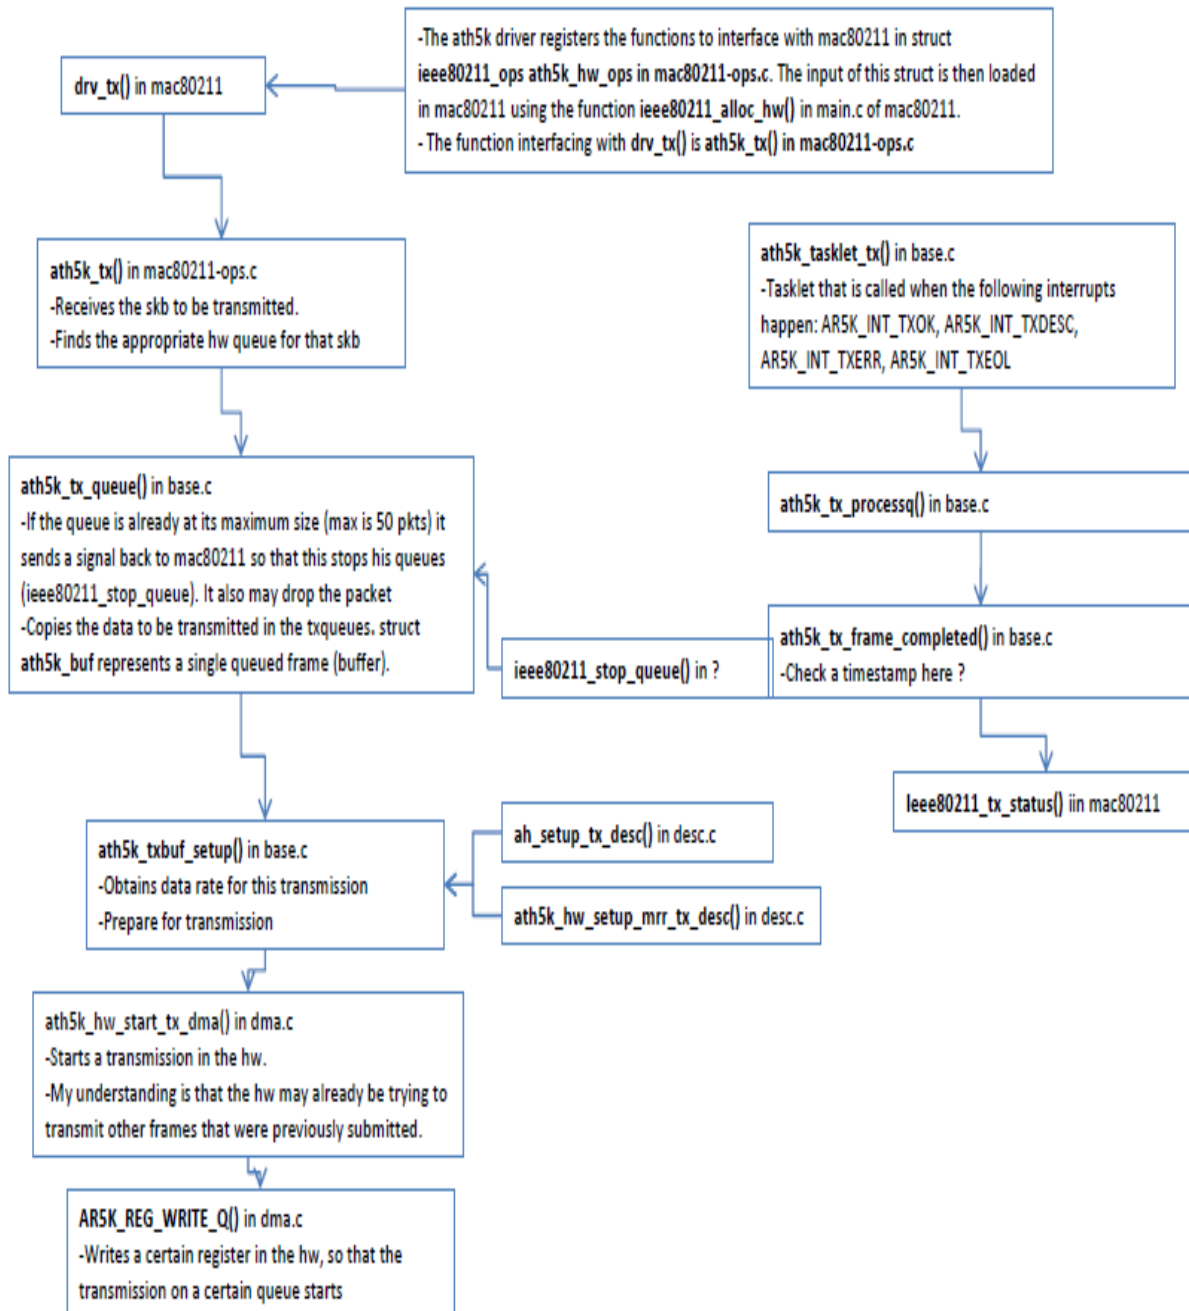 -The ath5k driver registers the functions to interface with mac80211 in struct
ieee80211_ops ath5k_hw_ops in mac80211-ops.c. The input of this struct is then loaded
in mac80211 using the function ieee80211_alloc_hw() in main.c of mac80211.
- The function interfacing with drv_tx() is ath5k_tx() in mac80211-ops.c
drv_tx() in mac80211
ath5k_tx() in mac80211-ops.c
-Receives the skb to be transmitted.
-Finds the appropriate hw queue for that skb
ath5k_tx_queue() in base.c
-If the queue is already at its maximum size (max is 50 pkts) it
sends a signal back to mac80211 so that this stops his queues
(ieee80211_stop_queue). It also may drop the packet
-Copies the data to be transmitted in the txqueues. struct
ath5k_buf represents a single queued frame (buffer).
ieee80211_stop_queue() in ?
ath5k_txbuf_setup() in base.c
-Obtains data rate for this transmission
-Prepare for transmission
ah_setup_tx_desc() in desc.c
ath5k_hw_setup_mrr_tx_desc() in desc.c
ath5k_hw_start_tx_dma() in dma.c
-Starts a transmission in the hw.
-My understanding is that the hw may already be trying to
transmit other frames that were previously submitted.
AR5K_REG_WRITE_Q() in dma.c
-Writes a certain register in the hw, so that the
transmission on a certain queue starts
ath5k_tasklet_tx() in base.c
-Tasklet that is called when the following interrupts
happen: AR5K_INT_TXOK, AR5K_INT_TXDESC,
AR5K_INT_TXERR, AR5K_INT_TXEOL
ath5k_tx_processq() in base.c
ath5k_tx_frame_completed() in base.c
-Check a timestamp here ?
Ieee80211_tx_status() iin mac80211